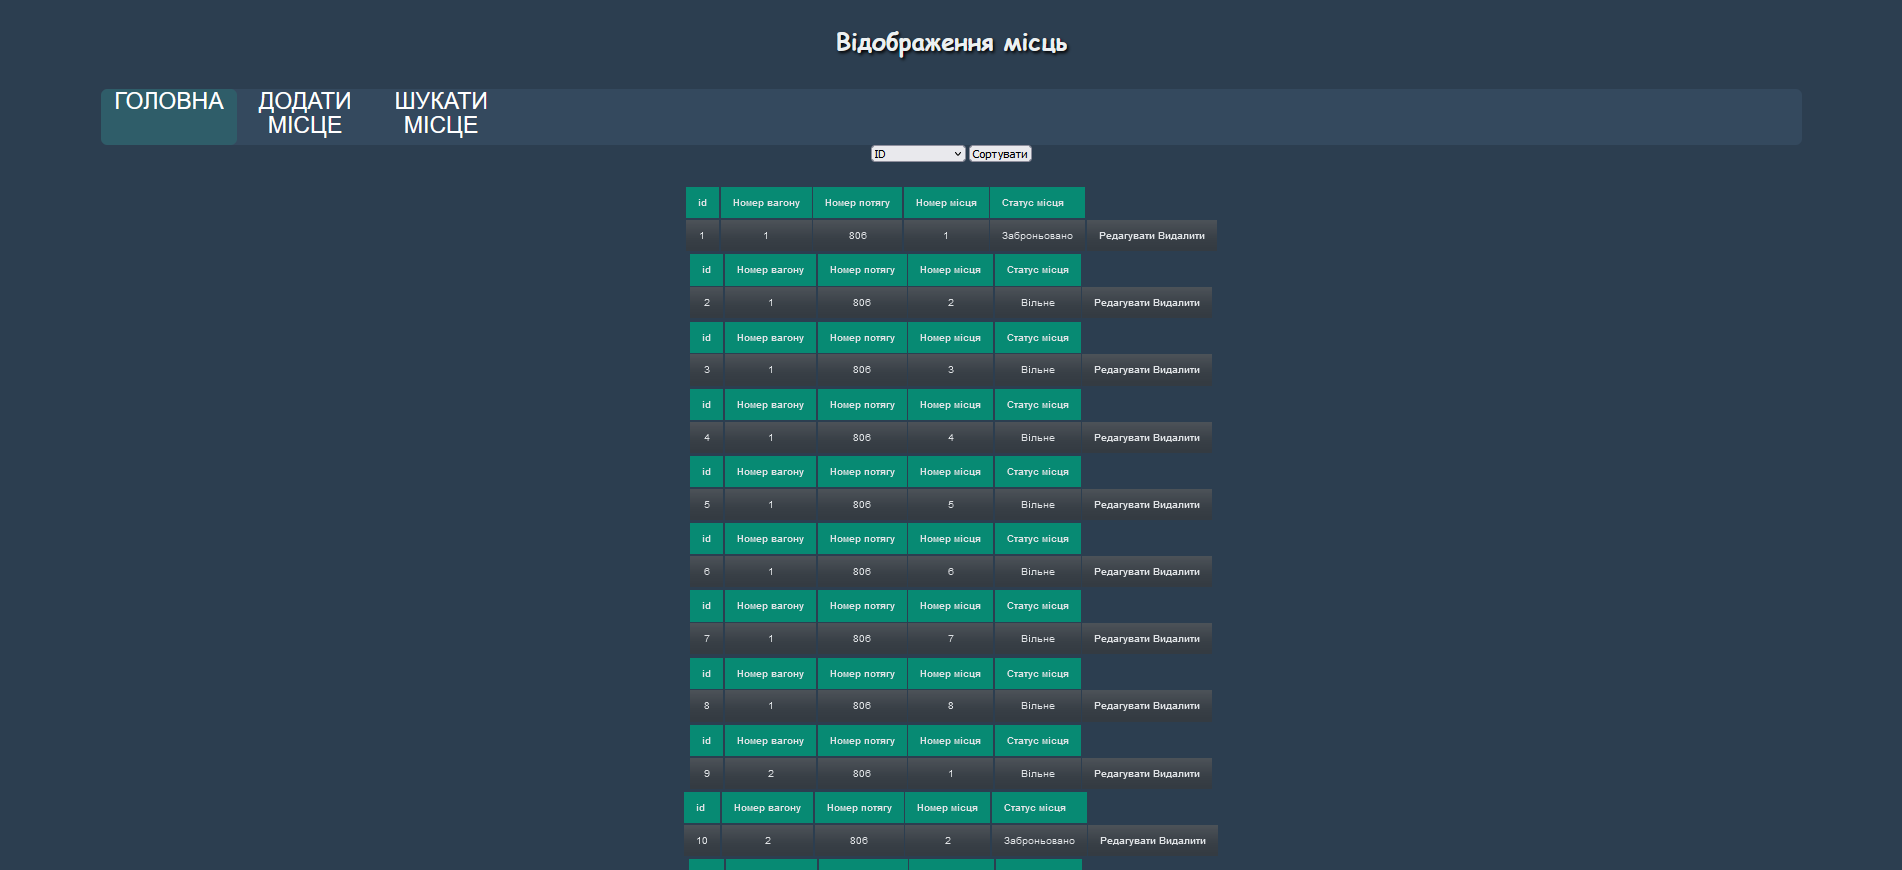 Відображення місць
ГОЛОВНА ДОДАТИ МІСЦЕ ШУКАТИ МІСЦЕ
ID Сортувати
id Номер вагону Номер потягу Номер місця Статус місця
1 1 806 1 Заброньовано Редагувати Видалити
id Номер вагону Номер потягу Номер місця Статус місця
2 1 806 2 Вільне Редагувати Видалити
id Номер вагону Номер потягу Номер місця Статус місця
3 1 806 3 Вільне Редагувати Видалити
id Номер вагону Номер потягу Номер місця Статус місця
4 1 806 4 Вільне Редагувати Видалити
id Номер вагону Номер потягу Номер місця Статус місця
5 1 806 5 Вільне Редагувати Видалити
id Номер вагону Номер потягу Номер місця Статус місця
6 1 806 6 Вільне Редагувати Видалити
id Номер вагону Номер потягу Номер місця Статус місця
7 1 806 7 Вільне Редагувати Видалити
id Номер вагону Номер потягу Номер місця Статус місця
8 1 806 8 Вільне Редагувати Видалити
id Номер вагону Номер потягу Номер місця Статус місця
9 2 806 1 Вільне Редагувати Видалити
id Номер вагону Номер потягу Номер місця Статус місця
10 2 806 2 Заброньовано Редагувати Видалити